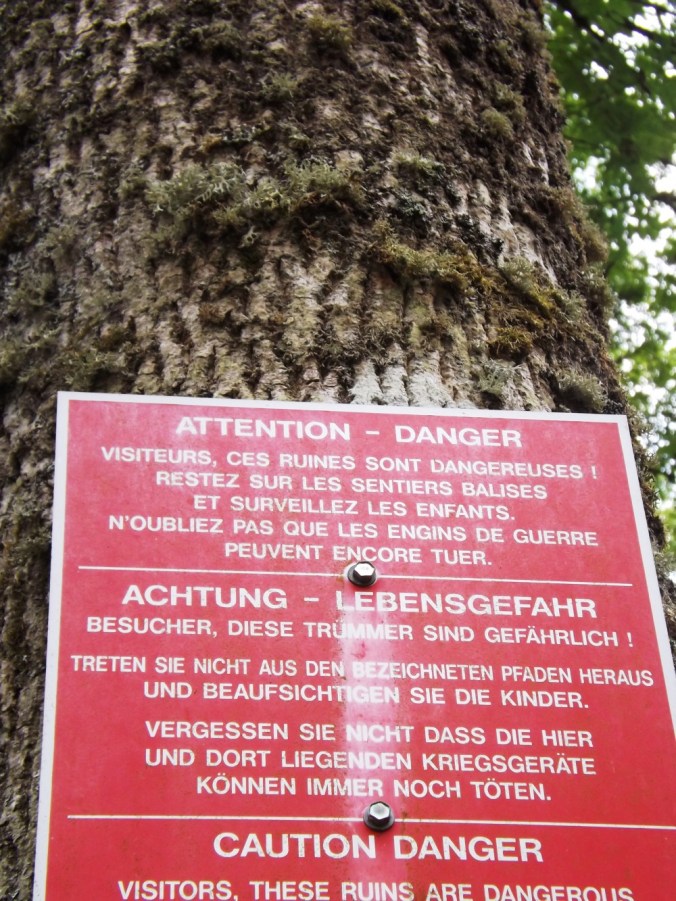 ATTENTION - DANGER
VISITEURS, CES RUINES SONT DANGEREUSES !
RESTEZ SUR LES SENTIERS BALISES
ET SURVEILLEZ LES ENFANTS.
N'OUBLIEZ PAS QUE LES ENGINS DE GUERRE
PEUVENT ENCORE TUER.
ACHTUNG - LEBENSGEFAHR
BESUCHER, DIESE TRÜMMER SIND GEFÄHRLICH !
TRETEN SIE NICHT AUS DEN BEZEICHNETEN PFADEN HERAUS
UND BEAUFSICHTIGEN SIE DIE KINDER.
VERGESSEN SIE NICHT DASS DIE HIER
UND DORT LIEGENDEN KRIEGSGERÄTE
KÖNNEN IMMER NOCH TÖTEN.
CAUTION DANGER
VISITORS, THESE RUINS ARE DANGEROUS